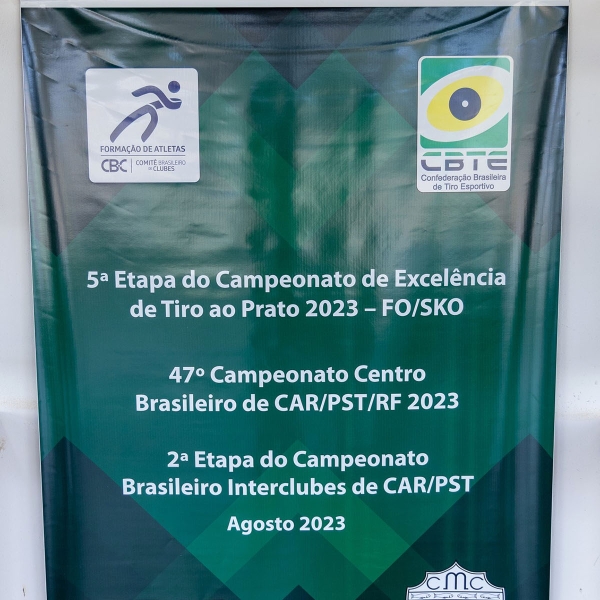 FORMAÇÃO DE ATLETAS
CBC COMITÊ BRASILEIRO DE CLUBES
CBTE
Confederação Brasileira
de Tiro Esportivo
5ª Etapa do Campeonato de Excelência
de Tiro ao Prato 2023 – FO/SKO
47º Campeonato Centro
Brasileiro de CAR/PST/RF 2023
2ª Etapa do Campeonato
Brasileiro Interclubes de CAR/PST
Agosto 2023
CMC